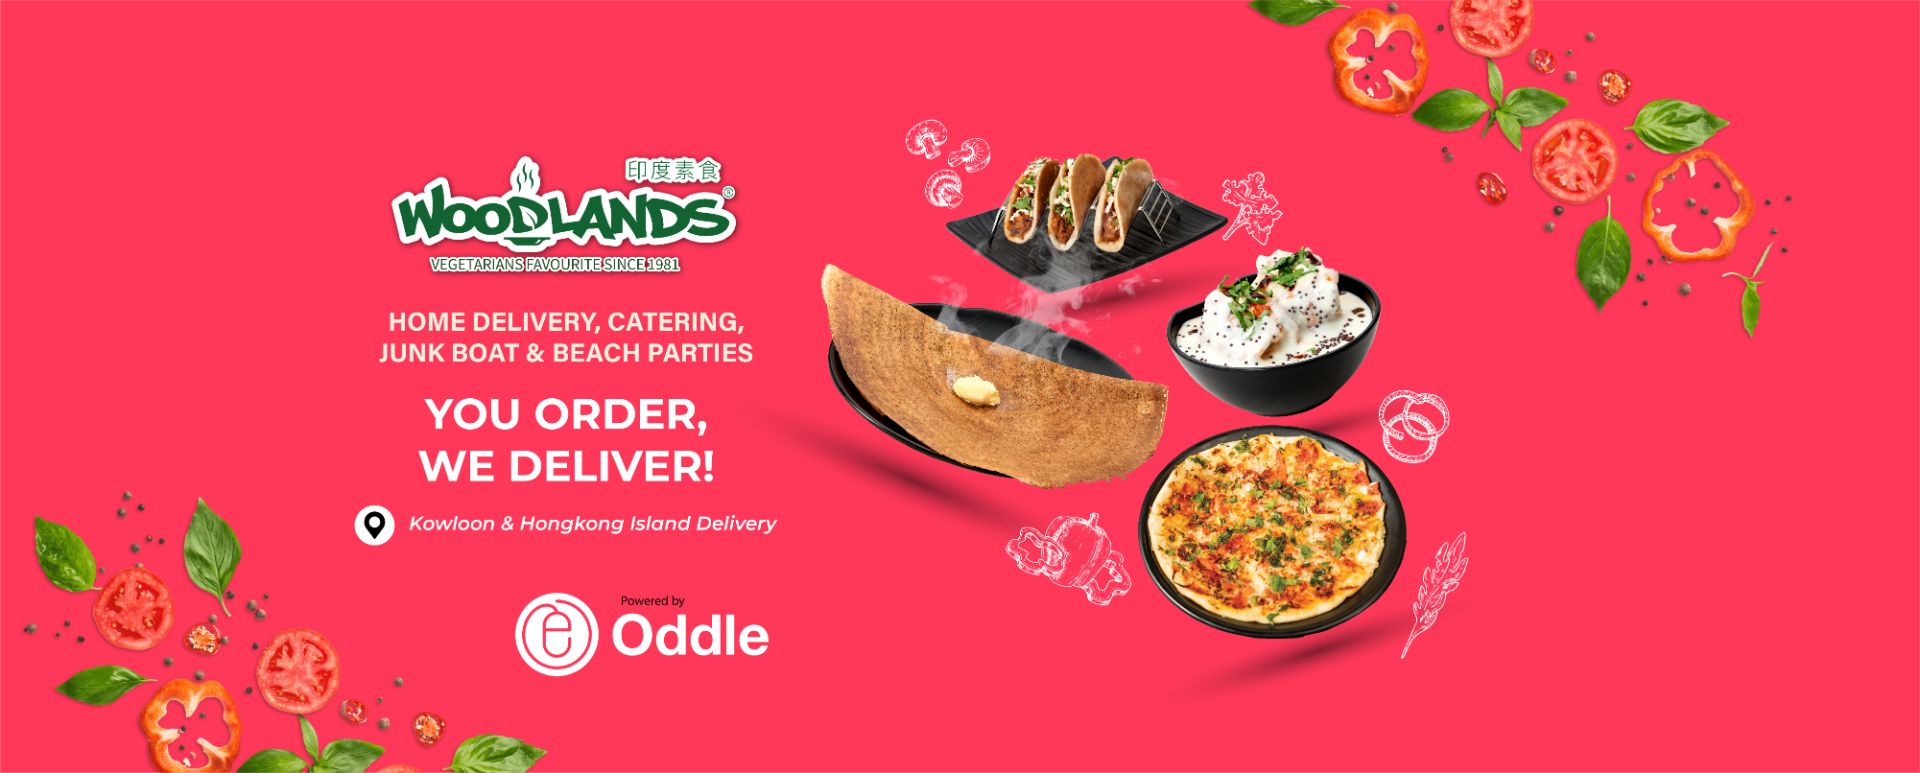 印度素食
WOODLANDS®
VEGETARIANS FAVOURITE SINCE 1981
HOME DELIVERY, CATERING,
JUNK BOAT & BEACH PARTIES
YOU ORDER,
WE DELIVER!
Kowloon & Hongkong Island Delivery
Powered by
Oddle